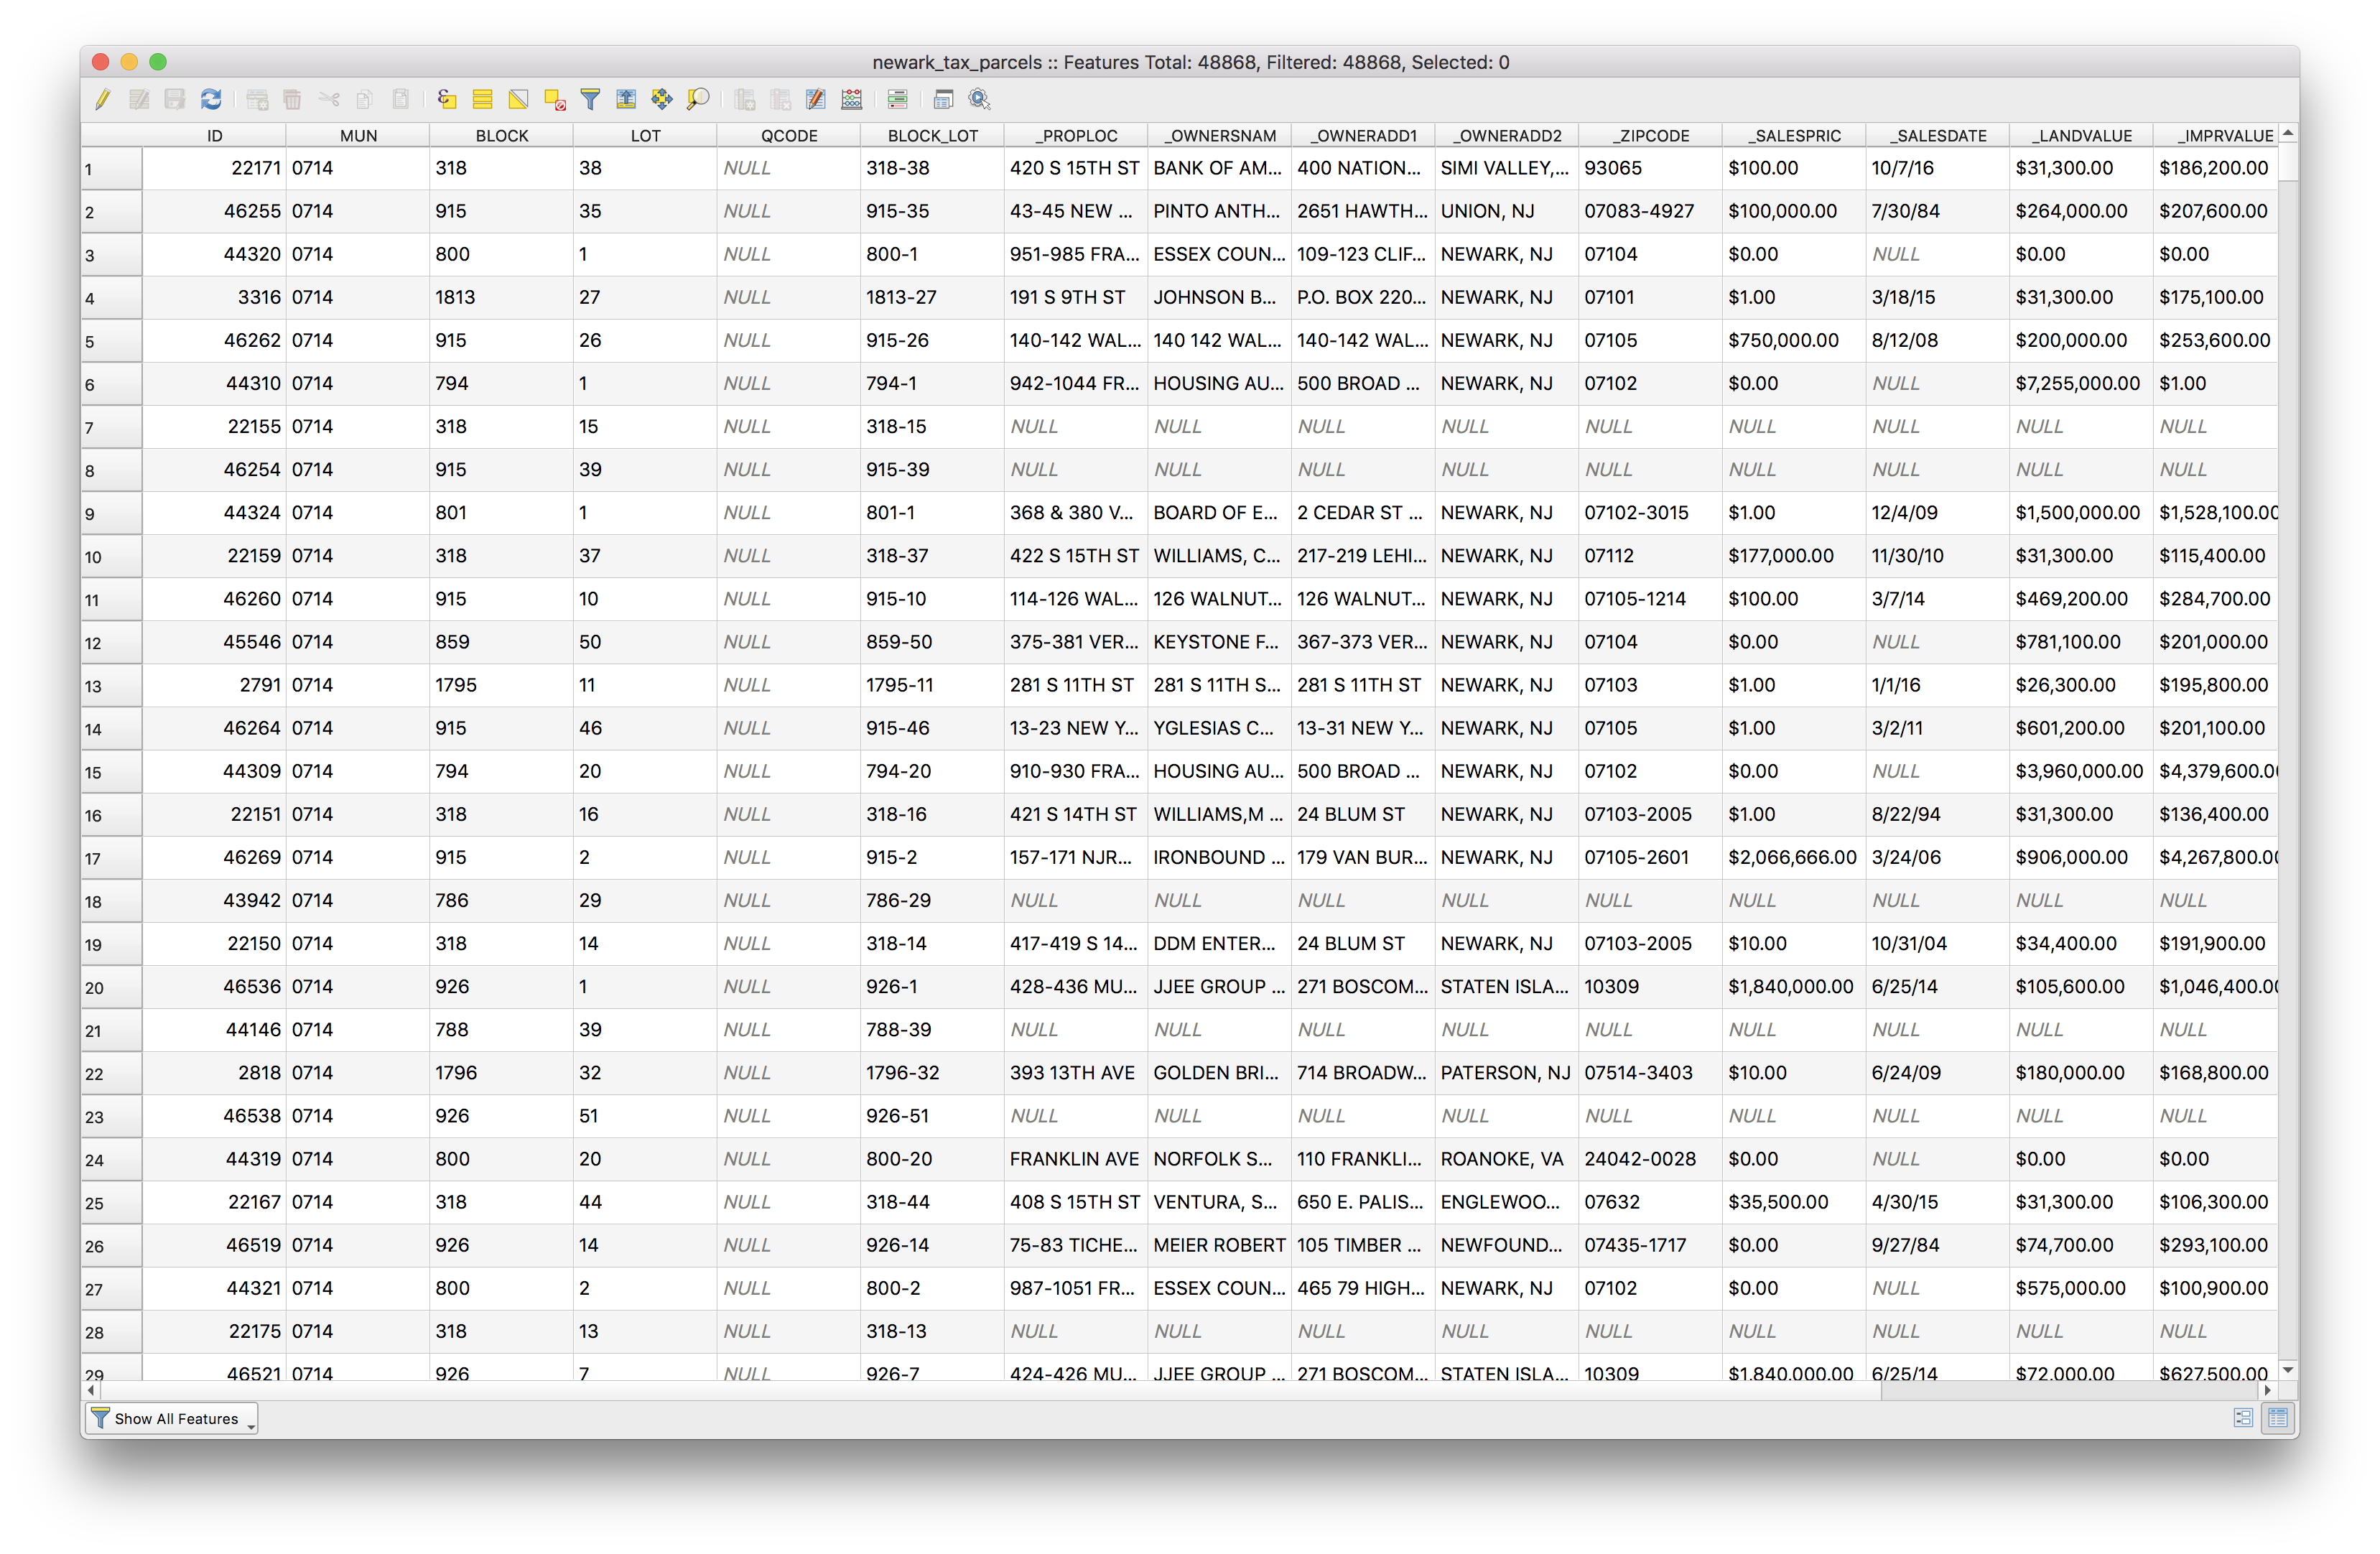 newark_tax_parcels :: Features Total: 48868, Filtered: 48868, Selected: 0
ID MUN BLOCK LOT QCODE BLOCK_LOT _PROPLOC _OWNERSNAM _OWNERADD1 _OWNERADD2 _ZIPCODE _SALESPRIC _SALESDATE _LANDVALUE _IMPRVALUE
1 22171 0714 318 38 NULL 318-38 420 S 15TH ST BANK OF AM... 400 NATION... SIMI VALLEY,... 93065 $100.00 10/7/16 $31,300.00 $186,200.00
2 46255 0714 915 35 NULL 915-35 43-45 NEW ... PINTO ANTH... 2651 HAWTH... UNION, NJ 07083-4927 $100,000.00 7/30/84 $264,000.00 $207,600.00
3 44320 0714 800 1 NULL 800-1 951-985 FRA... ESSEX COUN... 109-123 CLIF... NEWARK, NJ 07104 $0.00 NULL $0.00 $0.00
4 3316 0714 1813 27 NULL 1813-27 191 S 9TH ST JOHNSON B... P.O. BOX 220... NEWARK, NJ 07101 $1.00 3/18/15 $31,300.00 $175,100.00
5 46262 0714 915 26 NULL 915-26 140-142 WAL... 140 142 WAL... 140-142 WAL... NEWARK, NJ 07105 $750,000.00 8/12/08 $200,000.00 $253,600.00
6 44310 0714 794 1 NULL 794-1 942-1044 FR... HOUSING AU... 500 BROAD ... NEWARK, NJ 07102 $0.00 NULL $7,255,000.00 $1.00
7 22155 0714 318 15 NULL 318-15 NULL NULL NULL NULL NULL NULL NULL NULL NULL
8 46254 0714 915 39 NULL 915-39 NULL NULL NULL NULL NULL NULL NULL NULL NULL
9 44324 0714 801 1 NULL 801-1 368 & 380 V... BOARD OF E... 2 CEDAR ST ... NEWARK, NJ 07102-3015 $1.00 12/4/09 $1,500,000.00 $1,528,100.00
10 22159 0714 318 37 NULL 318-37 422 S 15TH ST WILLIAMS, C... 217-219 LEHI... NEWARK, NJ 07112 $177,000.00 11/30/10 $31,300.00 $115,400.00
11 46260 0714 915 10 NULL 915-10 114-126 WAL... 126 WALNUT... 126 WALNUT... NEWARK, NJ 07105-1214 $100.00 3/7/14 $469,200.00 $284,700.00
12 45546 0714 859 50 NULL 859-50 375-381 VER... KEYSTONE F... 367-373 VER... NEWARK, NJ 07104 $0.00 NULL $781,100.00 $201,000.00
13 2791 0714 1795 11 NULL 1795-11 281 S 11TH ST 281 S 11TH S... 281 S 11TH ST NEWARK, NJ 07103 $1.00 1/1/16 $26,300.00 $195,800.00
14 46264 0714 915 46 NULL 915-46 13-23 NEW Y... YGLESIAS C... 13-31 NEW Y... NEWARK, NJ 07105 $1.00 3/2/11 $601,200.00 $201,100.00
15 44309 0714 794 20 NULL 794-20 910-930 FRA... HOUSING AU... 500 BROAD ... NEWARK, NJ 07102 $0.00 NULL $3,960,000.00 $4,379,600.00
16 22151 0714 318 16 NULL 318-16 421 S 14TH ST WILLIAMS,M ... 24 BLUM ST NEWARK, NJ 07103-2005 $1.00 8/22/94 $31,300.00 $136,400.00
17 46269 0714 915 2 NULL 915-2 157-171 NJR... IRONBOUND ... 179 VAN BUR... NEWARK, NJ 07105-2601 $2,066,666.00 3/24/06 $906,000.00 $4,267,800.00
18 43942 0714 786 29 NULL 786-29 NULL NULL NULL NULL NULL NULL NULL NULL NULL
19 22150 0714 318 14 NULL 318-14 417-419 S 14... DDM ENTER... 24 BLUM ST NEWARK, NJ 07103-2005 $10.00 10/31/04 $34,400.00 $191,900.00
20 46536 0714 926 1 NULL 926-1 428-436 MU... JJEE GROUP ... 271 BOSCOM... STATEN ISLA... 10309 $1,840,000.00 6/25/14 $105,600.00 $1,046,400.00
21 44146 0714 788 39 NULL 788-39 NULL NULL NULL NULL NULL NULL NULL NULL NULL
22 2818 0714 1796 32 NULL 1796-32 393 13TH AVE GOLDEN BRI... 714 BROADW... PATERSON, NJ 07514-3403 $10.00 6/24/09 $180,000.00 $168,800.00
23 46538 0714 926 51 NULL 926-51 NULL NULL NULL NULL NULL NULL NULL NULL NULL
24 44319 0714 800 20 NULL 800-20 FRANKLIN AVE NORFOLK S... 110 FRANKLI... ROANOKE, VA 24042-0028 $0.00 NULL $0.00 $0.00
25 22167 0714 318 44 NULL 318-44 408 S 15TH ST VENTURA, S... 650 E. PALIS... ENGLEWOO... 07632 $35,500.00 4/30/15 $31,300.00 $106,300.00
26 46519 0714 926 14 NULL 926-14 75-83 TICHE... MEIER ROBERT 105 TIMBER ... NEWFOUND... 07435-1717 $0.00 9/27/84 $74,700.00 $293,100.00
27 44321 0714 800 2 NULL 800-2 987-1051 FR... ESSEX COUN... 465 79 HIGH... NEWARK, NJ 07102 $0.00 NULL $575,000.00 $100,900.00
28 22175 0714 318 13 NULL 318-13 NULL NULL NULL NULL NULL NULL NULL NULL NULL
29 46521 0714 926 7 NULL 926-7 424-426 MU... JJEE GROUP ... 271 BOSCOM... STATEN ISLA... 10309 $1,840,000.00 6/25/14 $72,000.00 $627,500.00
Show All Features